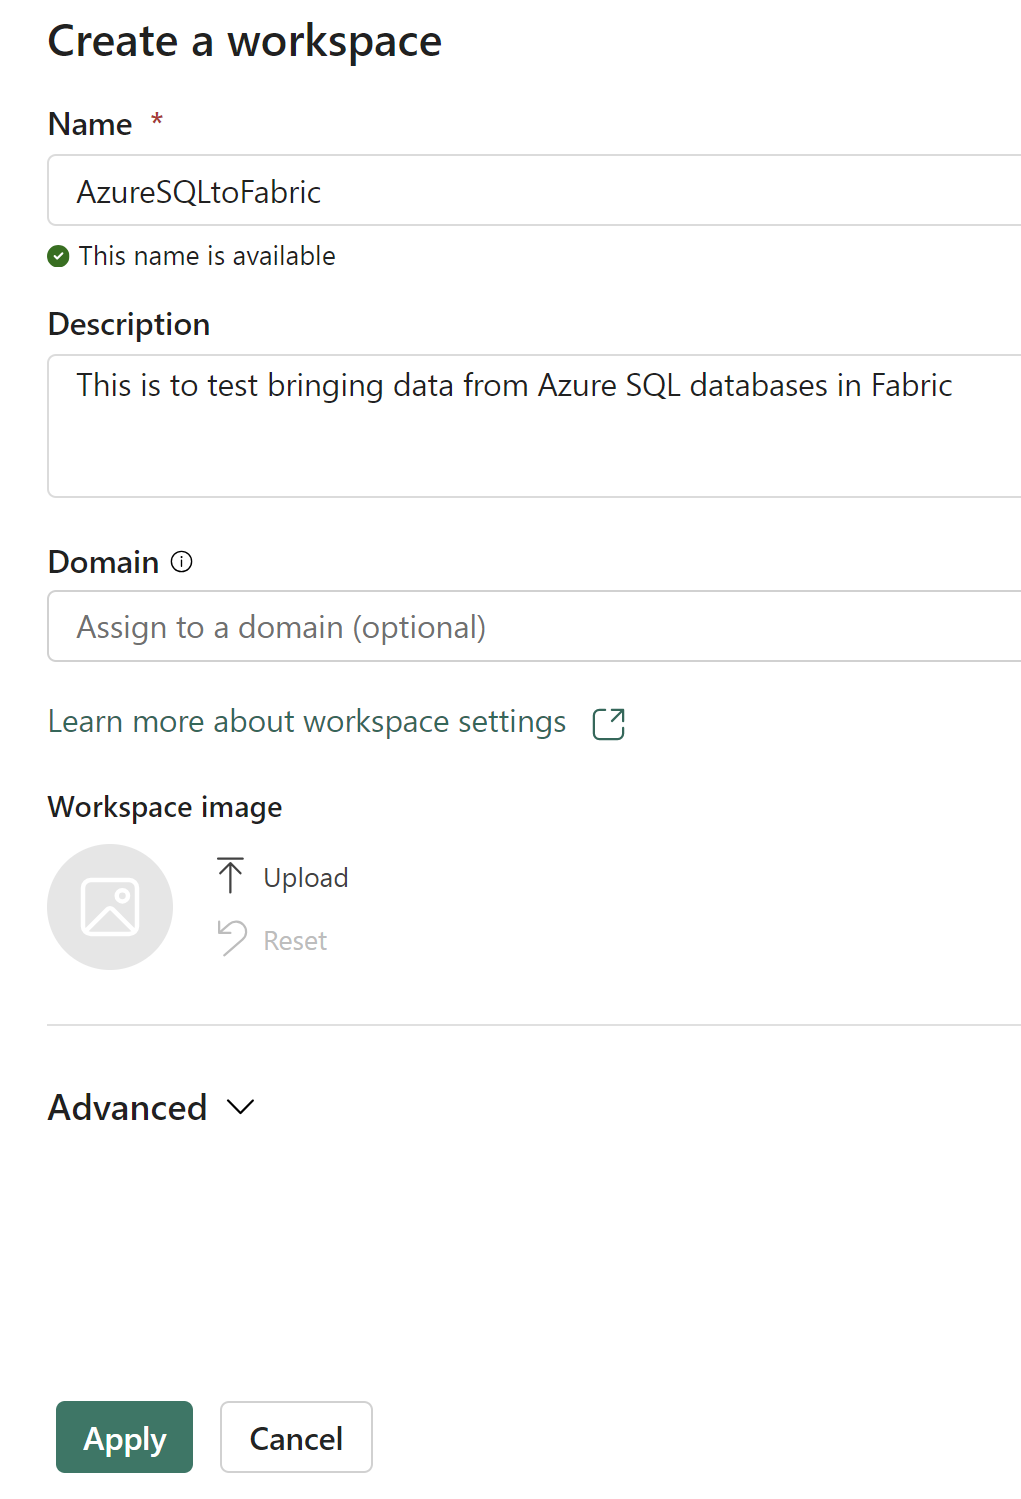 Create a workspace
Name *
AzureSQLtoFabric
This name is available
Description
This is to test bringing data from Azure SQL databases in Fabric
Domain
Assign to a domain (optional)
Learn more about workspace settings
Workspace image
Upload
Reset
Advanced
Apply
Cancel